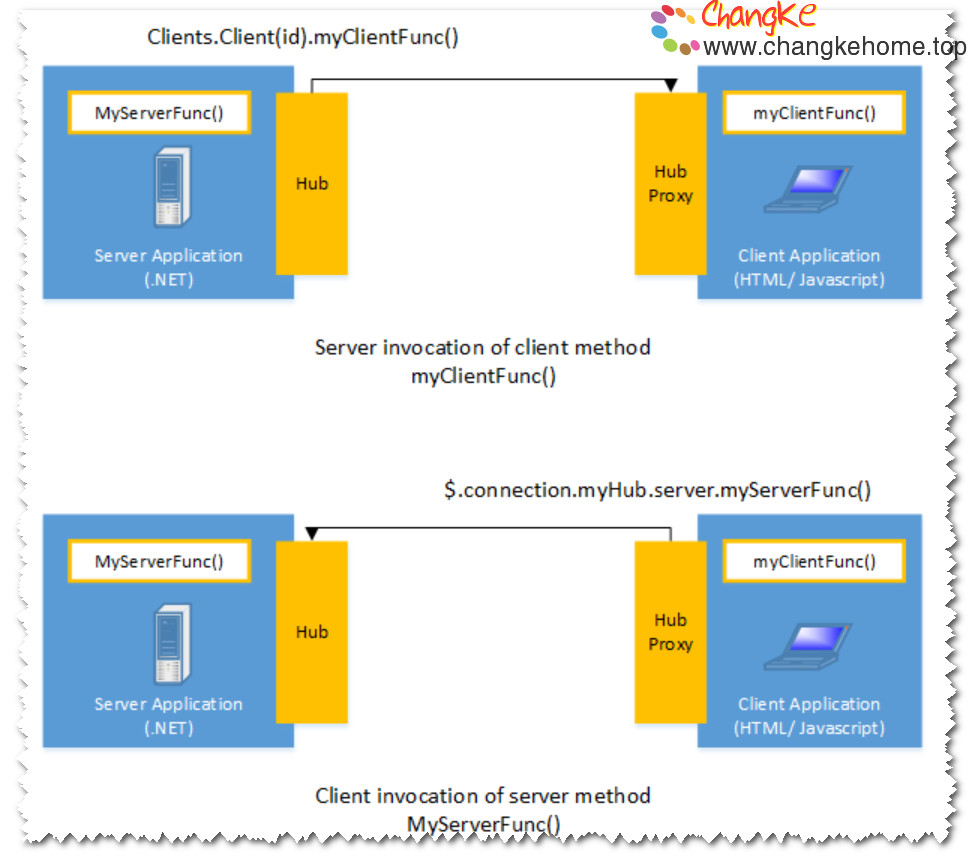 ChangKe
www.changkehome.top
Clients.Client(id).myClientFunc()
MyServerFunc()
Hub
Server Application
(.NET)
Hub
Proxy
myClientFunc()
Client Application
(HTML/ Javascript)
Server invocation of client method
myClientFunc()
$.connection.myHub.server.myServerFunc()
MyServerFunc()
Hub
Server Application
(.NET)
Hub
Proxy
myClientFunc()
Client Application
(HTML/ Javascript)
Client invocation of server method
MyServerFunc()